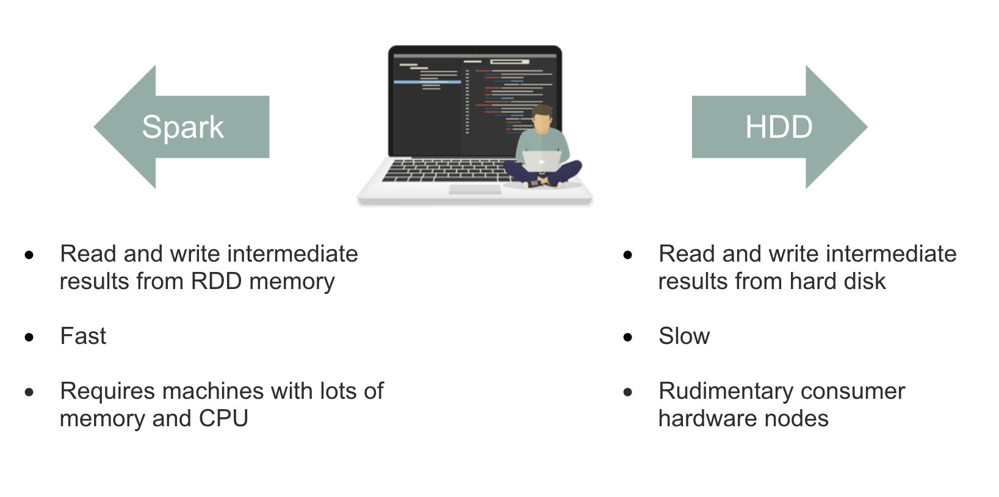 Spark
HDD
• Read and write intermediate
results from RDD memory
• Fast
• Requires machines with lots of
memory and CPU
• Read and write intermediate
results from hard disk
• Slow
• Rudimentary consumer
hardware nodes